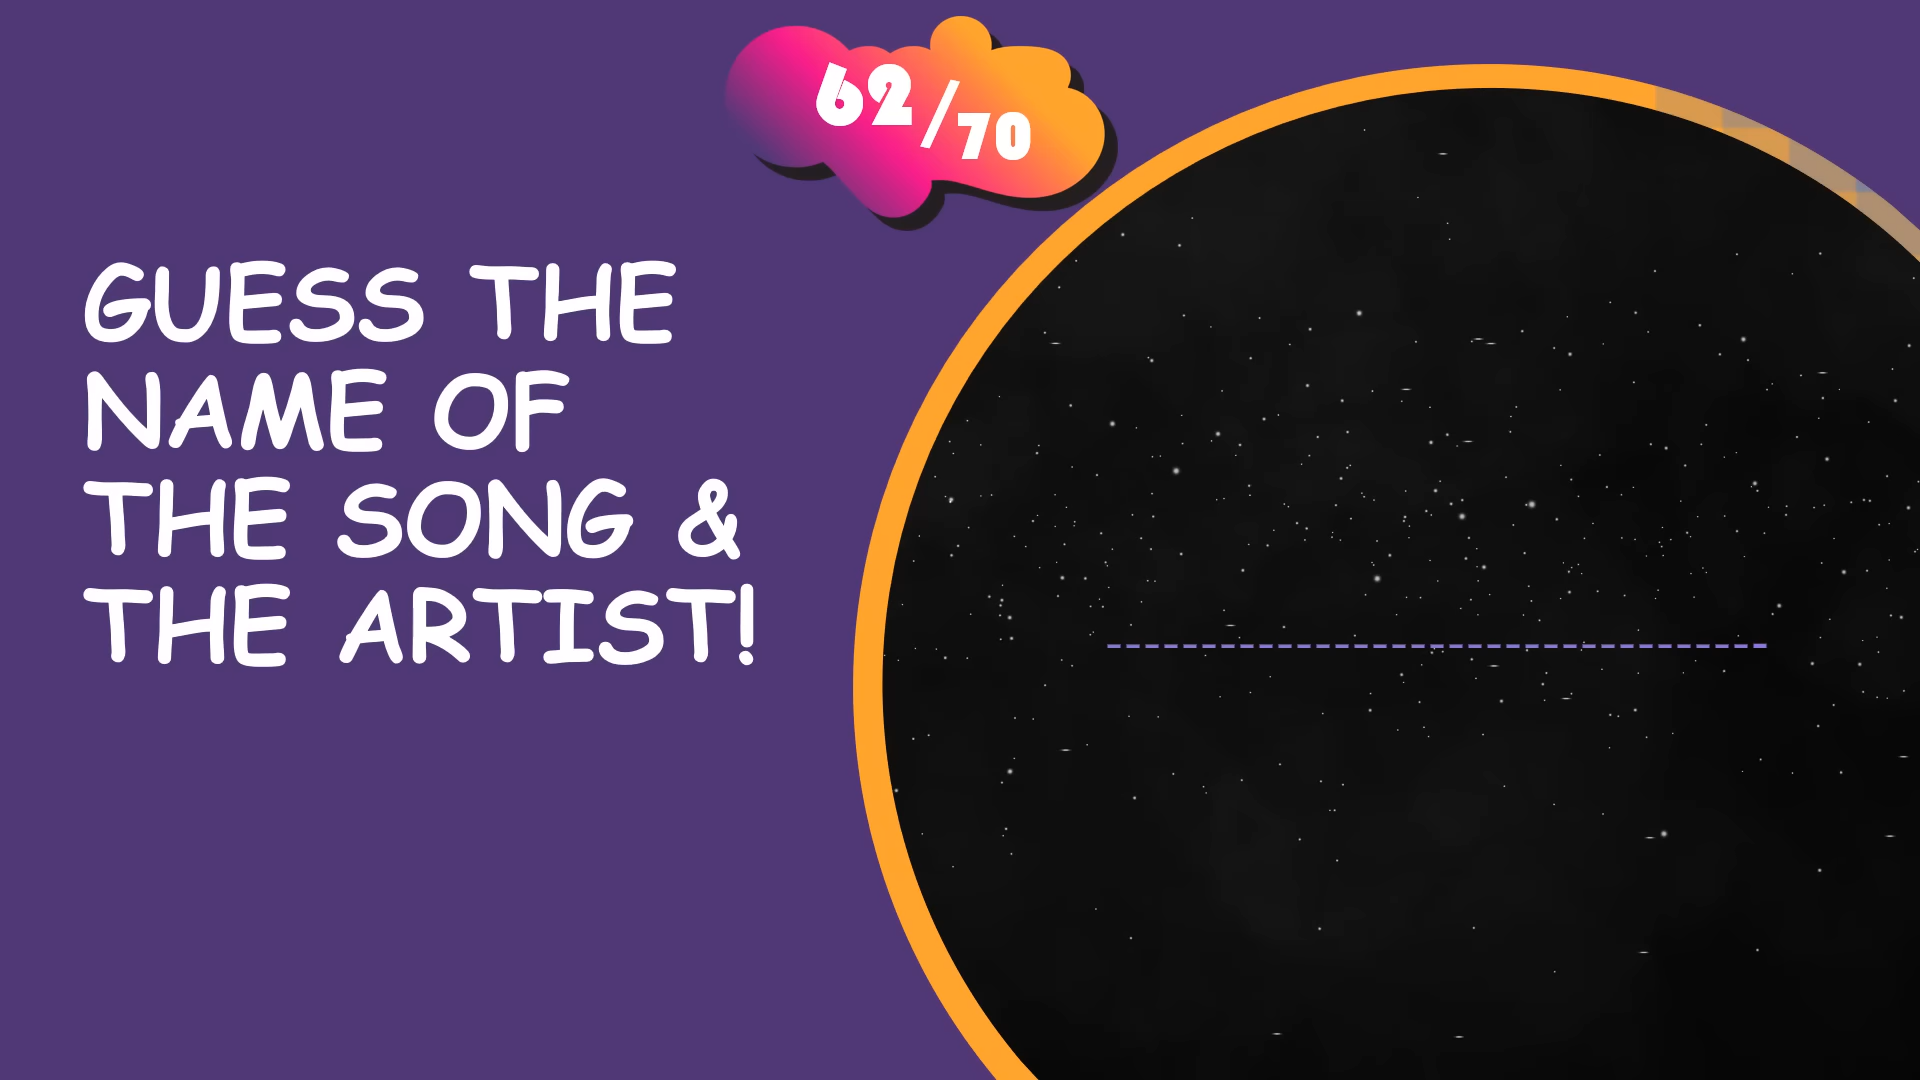 62/70
GUESS THE
NAME OF
THE SONG &
THE ARTIST!